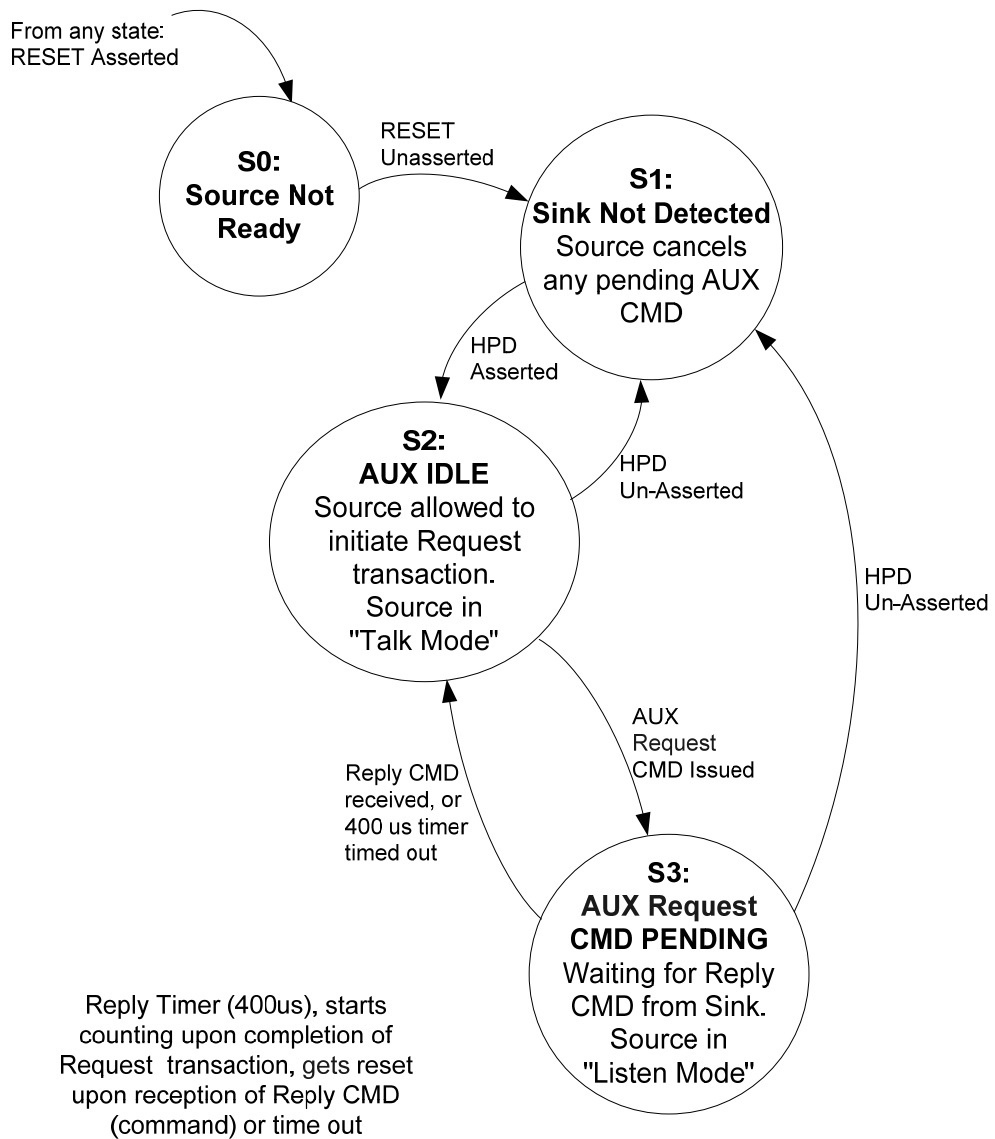 From any state:
RESET Asserted
S0:
Source Not
Ready
RESET
Unasserted
S1:
Sink Not Detected
Source cancels
any pending AUX
CMD
HPD
Asserted
HPD
Un-Asserted
S2:
AUX IDLE
Source allowed to
initiate Request
transaction.
Source in
"Talk Mode"
HPD
Un-Asserted
AUX
Request
CMD Issued
Reply CMD
received, or
400 us timer
timed out
S3:
AUX Request
CMD PENDING
Waiting for Reply
CMD from Sink.
Source in
"Listen Mode"
Reply Timer (400us), starts
counting upon completion of
Request transaction, gets reset
upon reception of Reply CMD
(command) or time out